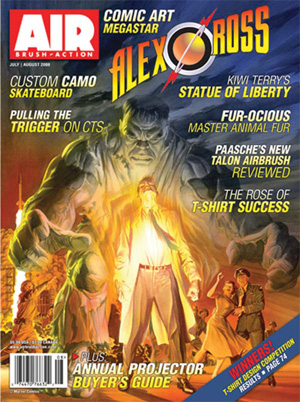 AIR
BRUSH•ACTION
JULY | AUGUST 2008
COMIC ART
MEGASTAR
ALEX ROSS
CUSTOM CAMO
SKATEBOARD
KIWI TERRY'S
STATUE OF LIBERTY
PULLING THE
TRIGGER ON CTS
FUR-OCIOUS
MASTER ANIMAL FUR
PAASCHE'S NEW
TALON AIRBRUSH
REVIEWED
THE ROSE OF
T-SHIRT SUCCESS
PLUS:
ANNUAL PROJECTOR
BUYER'S GUIDE
WINNERS!
T-SHIRT DESIGN COMPETITION
RESULTS • PAGE 74